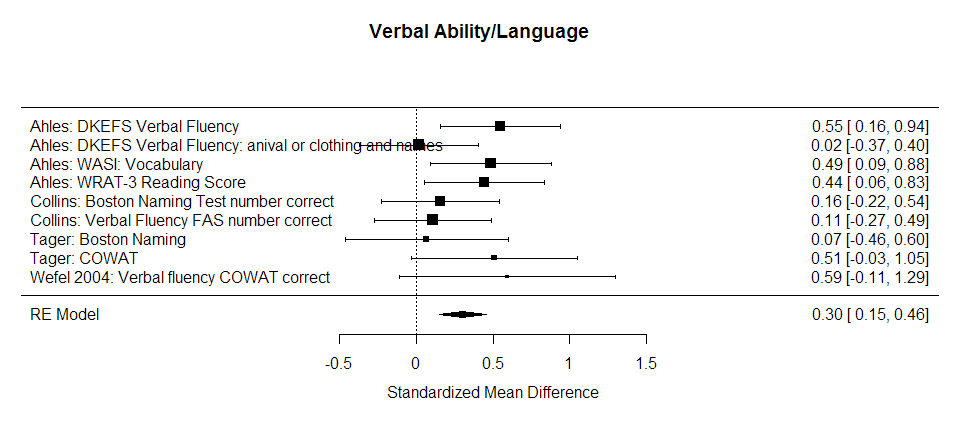 Verbal Ability/Language
Ahles: DKEFS Verbal Fluency 0.55 [ 0.16, 0.94]
Ahles: DKEFS Verbal Fluency: anival or clothing and names 0.02 [-0.37, 0.40]
Ahles: WASI: Vocabulary 0.49 [ 0.09, 0.88]
Ahles: WRAT-3 Reading Score 0.44 [ 0.06, 0.83]
Collins: Boston Naming Test number correct 0.16 [-0.22, 0.54]
Collins: Verbal Fluency FAS number correct 0.11 [-0.27, 0.49]
Tager: Boston Naming 0.07 [-0.46, 0.60]
Tager: COWAT 0.51 [-0.03, 1.05]
Wefel 2004: Verbal fluency COWAT correct 0.59 [-0.11, 1.29]
RE Model 0.30 [ 0.15, 0.46]
-0.5 0 0.5 1 1.5
Standardized Mean Difference